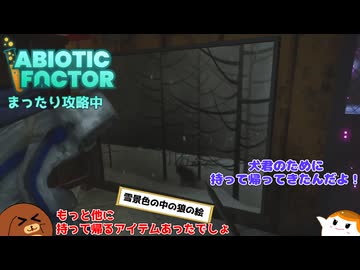 ABIOTIC
FACTOR
まったり攻略中
犬君のために
持って帰ってきたんだよ！
雪景色の中の狼の絵
もっと他に
持って帰るアイテムあったでしょ